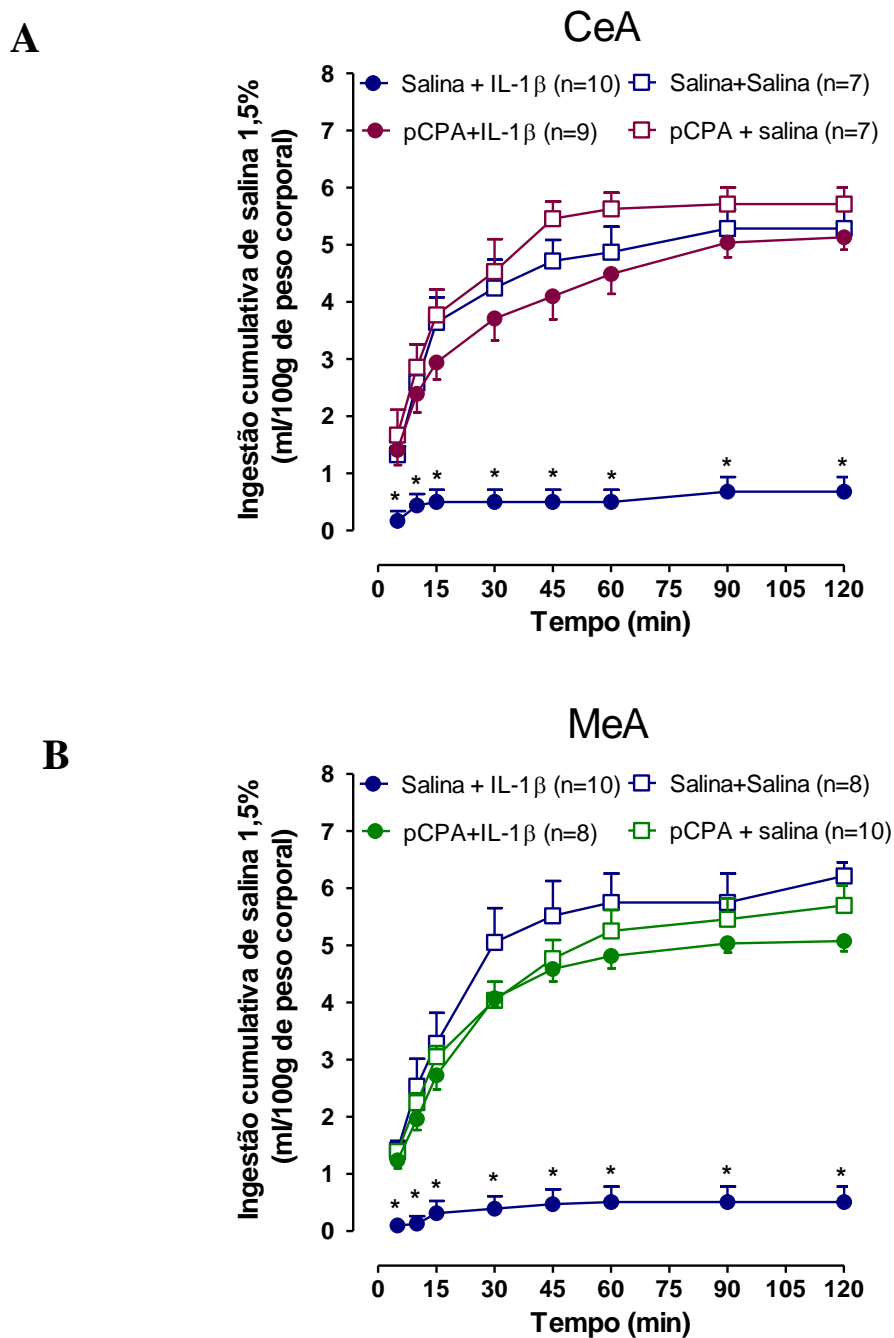 A
CeA
Salina + IL-1β (n=10)
Salina+Salina (n=7)
pCPA+IL-1β (n=9)
pCPA + salina (n=7)
Ingestão cumulativa de salina 1,5%
(ml/100g de peso corporal)
8
7
6
5
4
3
2
1
0
* * * * * * * *
0 15 30 45 60 75 90 105 120
Tempo (min)
B
MeA
Salina + IL-1β (n=10)
Salina+Salina (n=8)
pCPA+IL-1β (n=8)
pCPA + salina (n=10)
Ingestão cumulativa de salina 1,5%
(ml/100g de peso corporal)
8
7
6
5
4
3
2
1
0
* * * * * * * *
0 15 30 45 60 75 90 105 120
Tempo (min)